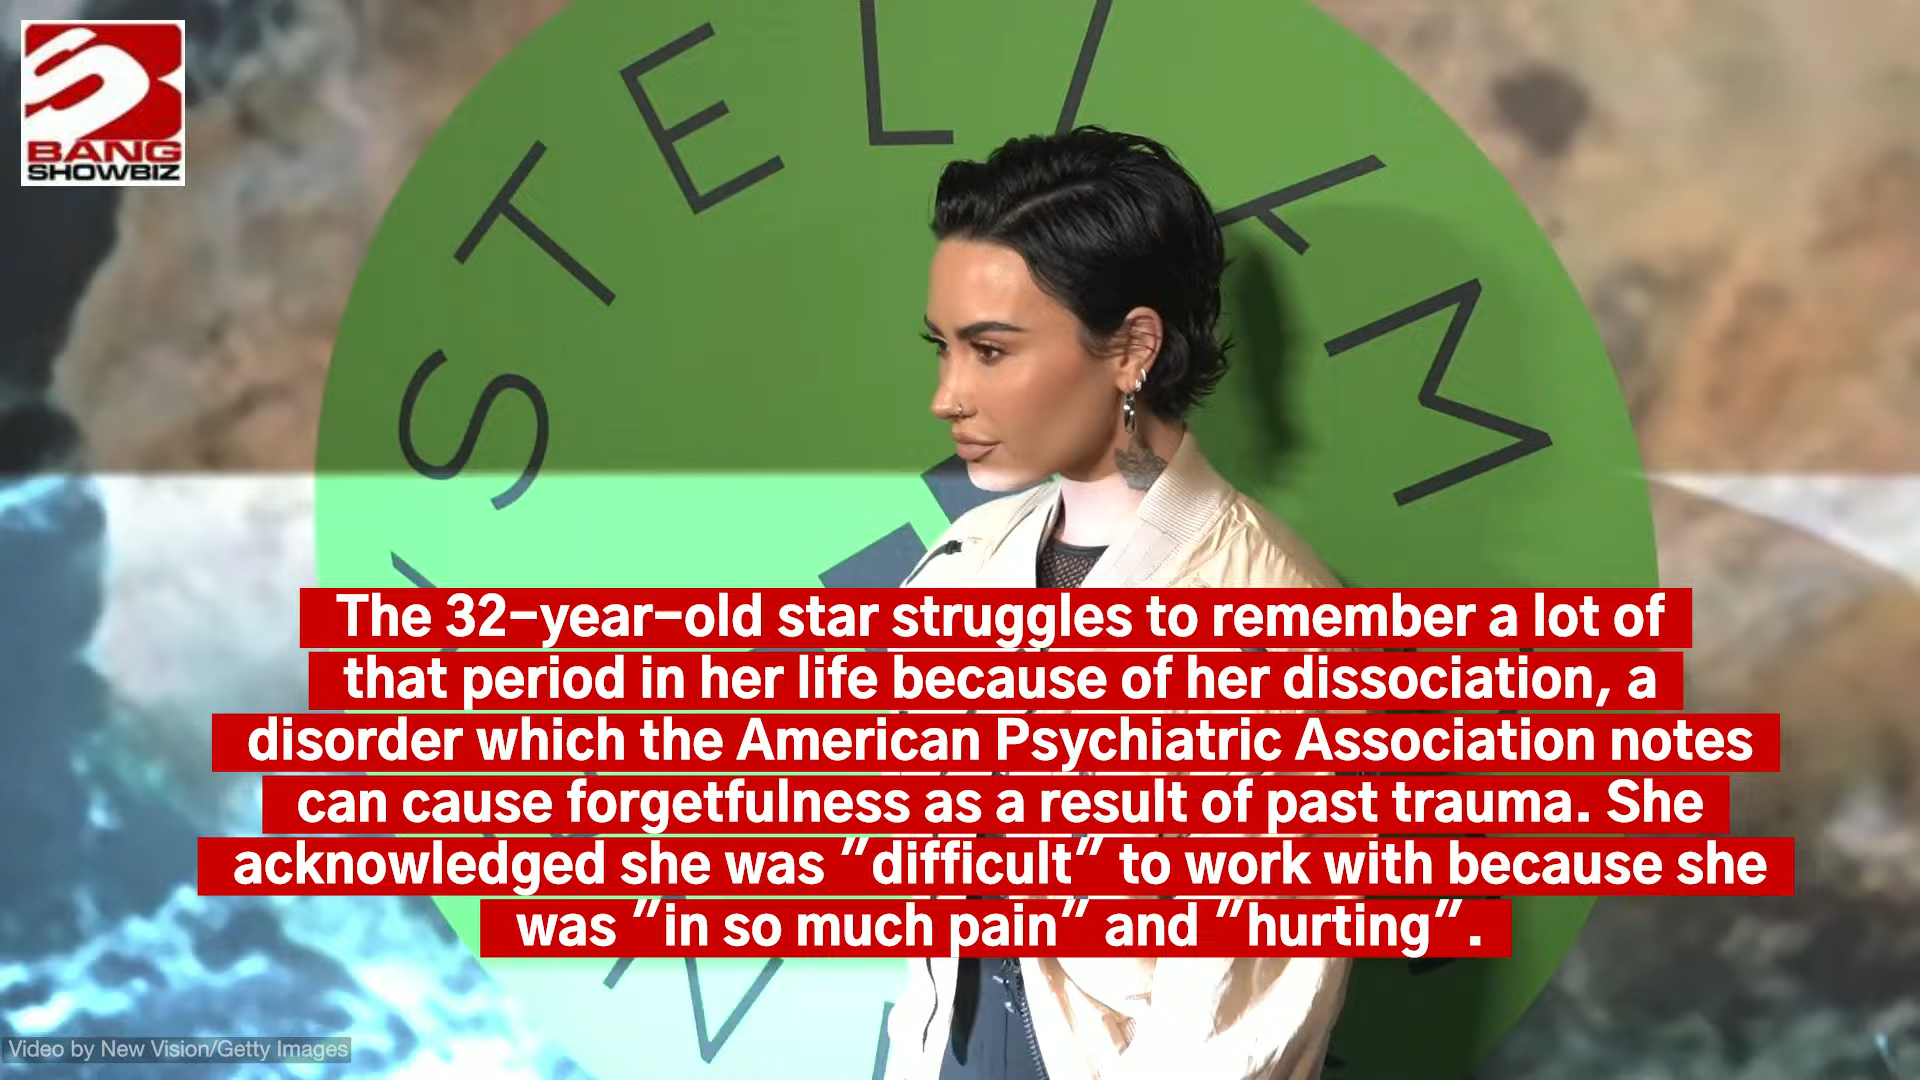 BANG
SHOWBIZ
STELL
M
The 32-year-old star struggles to remember a lot of
that period in her life because of her dissociation, a
disorder which the American Psychiatric Association notes
can cause forgetfulness as a result of past trauma. She
acknowledged she was "difficult" to work with because she
was "in so much pain" and "hurting".
Video by New Vision/Getty Images